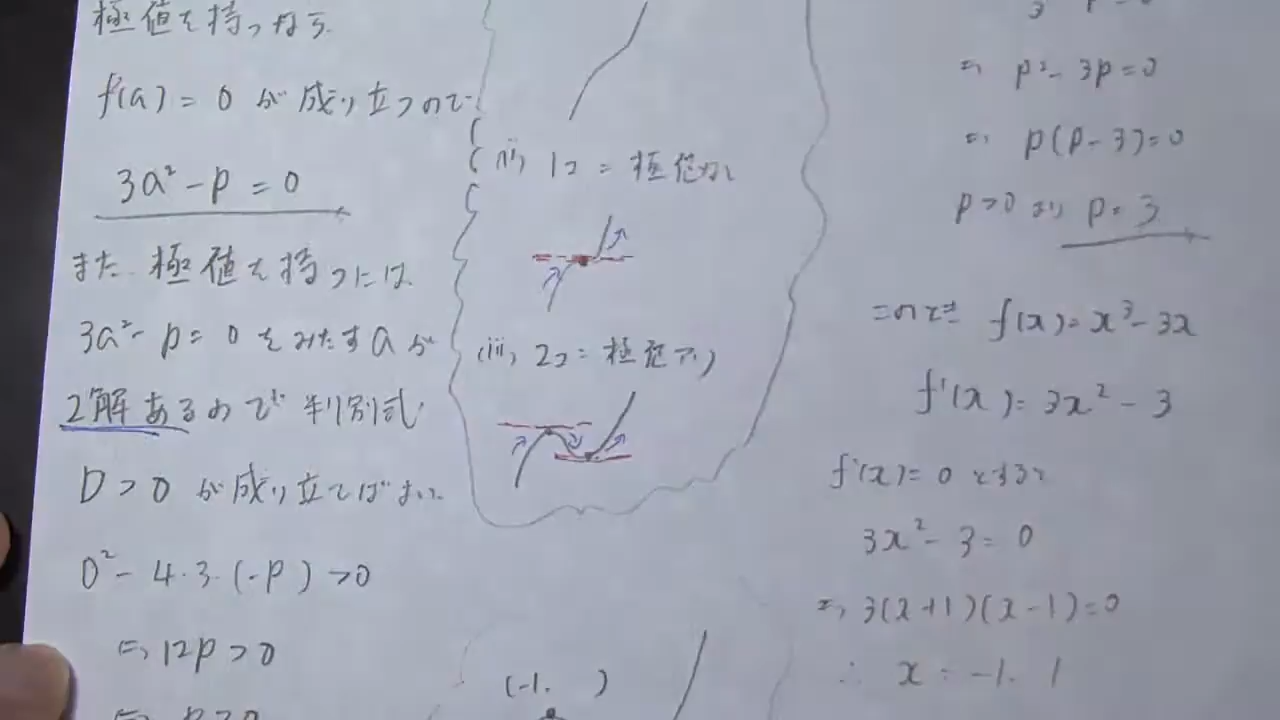 極値を持つなら
f'(a) = 0 が成り立つので
3a² - p = 0
また 極値を持つには
3a² - p = 0 をみたす a が
2解あるので 判別式
D > 0 が成り立てばよい
0² - 4・3・(-p) > 0
⇒ 12p > 0
⇒ p > 0
(ii) 1コ = 極値なし
(iii) 2コ = 極値アリ
(-1.   )
⇒ p² - 3p = 0
⇒ p(p - 3) = 0
p > 0 より p = 3
このとき f(x) = x³ - 3x
f'(x) = 3x² - 3
f'(x) = 0 とすると
3x² - 3 = 0
⇒ 3(x+1)(x-1) = 0
∴ x = -1. 1